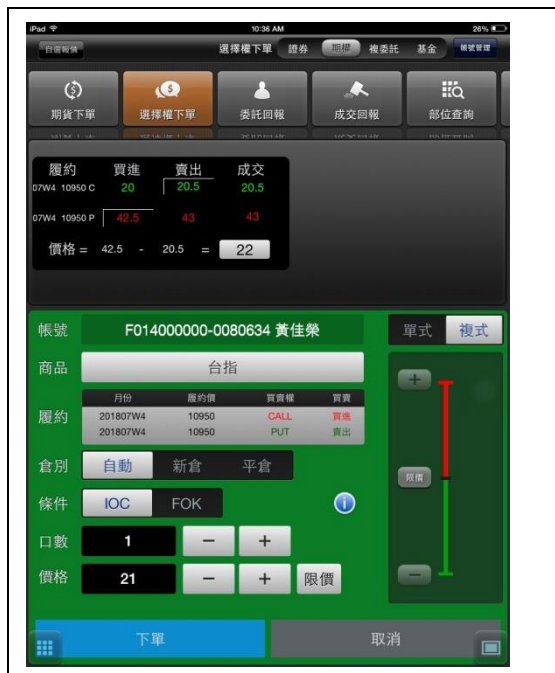 iPad 10:36 AM 26%
自選報價 選擇權下單 證券 期權 複委託 基金 帳號管理
期貨下單 選擇權下單 委託回報 成交回報 部位查詢
履約 買進 賣出 成交
07W4 10950 C 20 20.5 20.5
07W4 10950 P 42.5 43 43
價格 = 42.5 - 20.5 = 22
帳號 F014000000-0080634 黃佳榮 單式 複式
商品 台指
月份 履約價 買賣權 買賣
履約 201807W4 10950 CALL 買進
201807W4 10950 PUT 賣出
倉別 自動 新倉 平倉 限價
條件 IOC FOK
口數 1 − +
價格 21 − + 限價
下單 取消